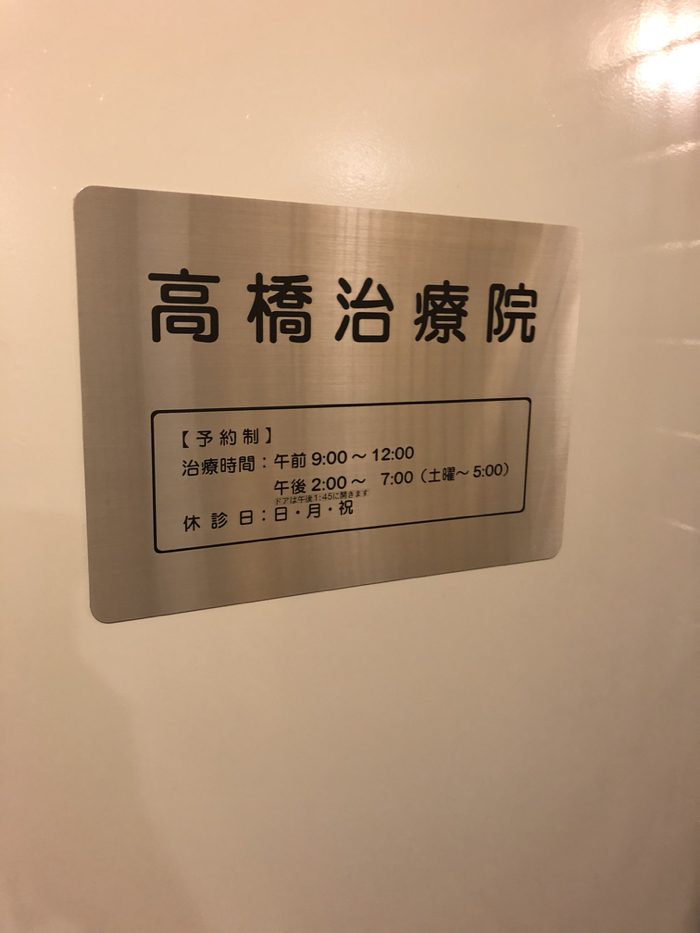 高橋治療院
【予約制】
治療時間：午前 9:00～12:00
午後 2:00～ 7:00（土曜～5:00）
ドアは午後1:45に開きます
休診日：日・月・祝